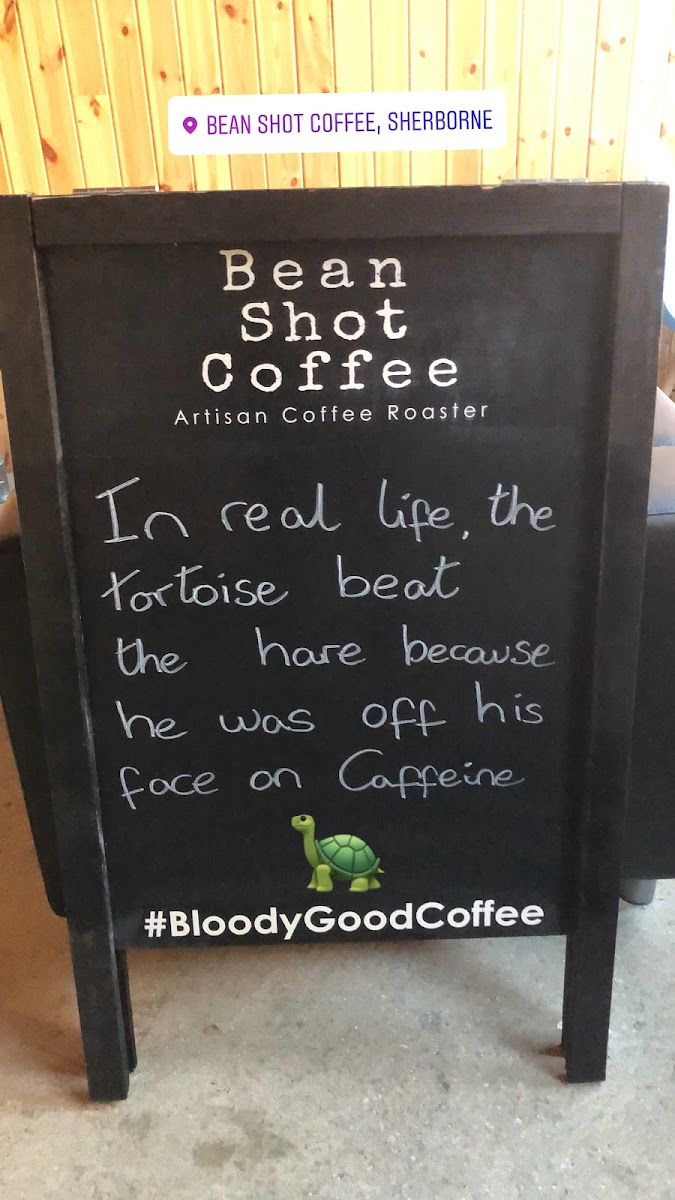 BEAN SHOT COFFEE, SHERBORNE
Bean
Shot
Coffee
Artisan Coffee Roaster
In real life, the
tortoise beat
the hare because
he was off his
face on Caffeine
#BloodyGoodCoffee